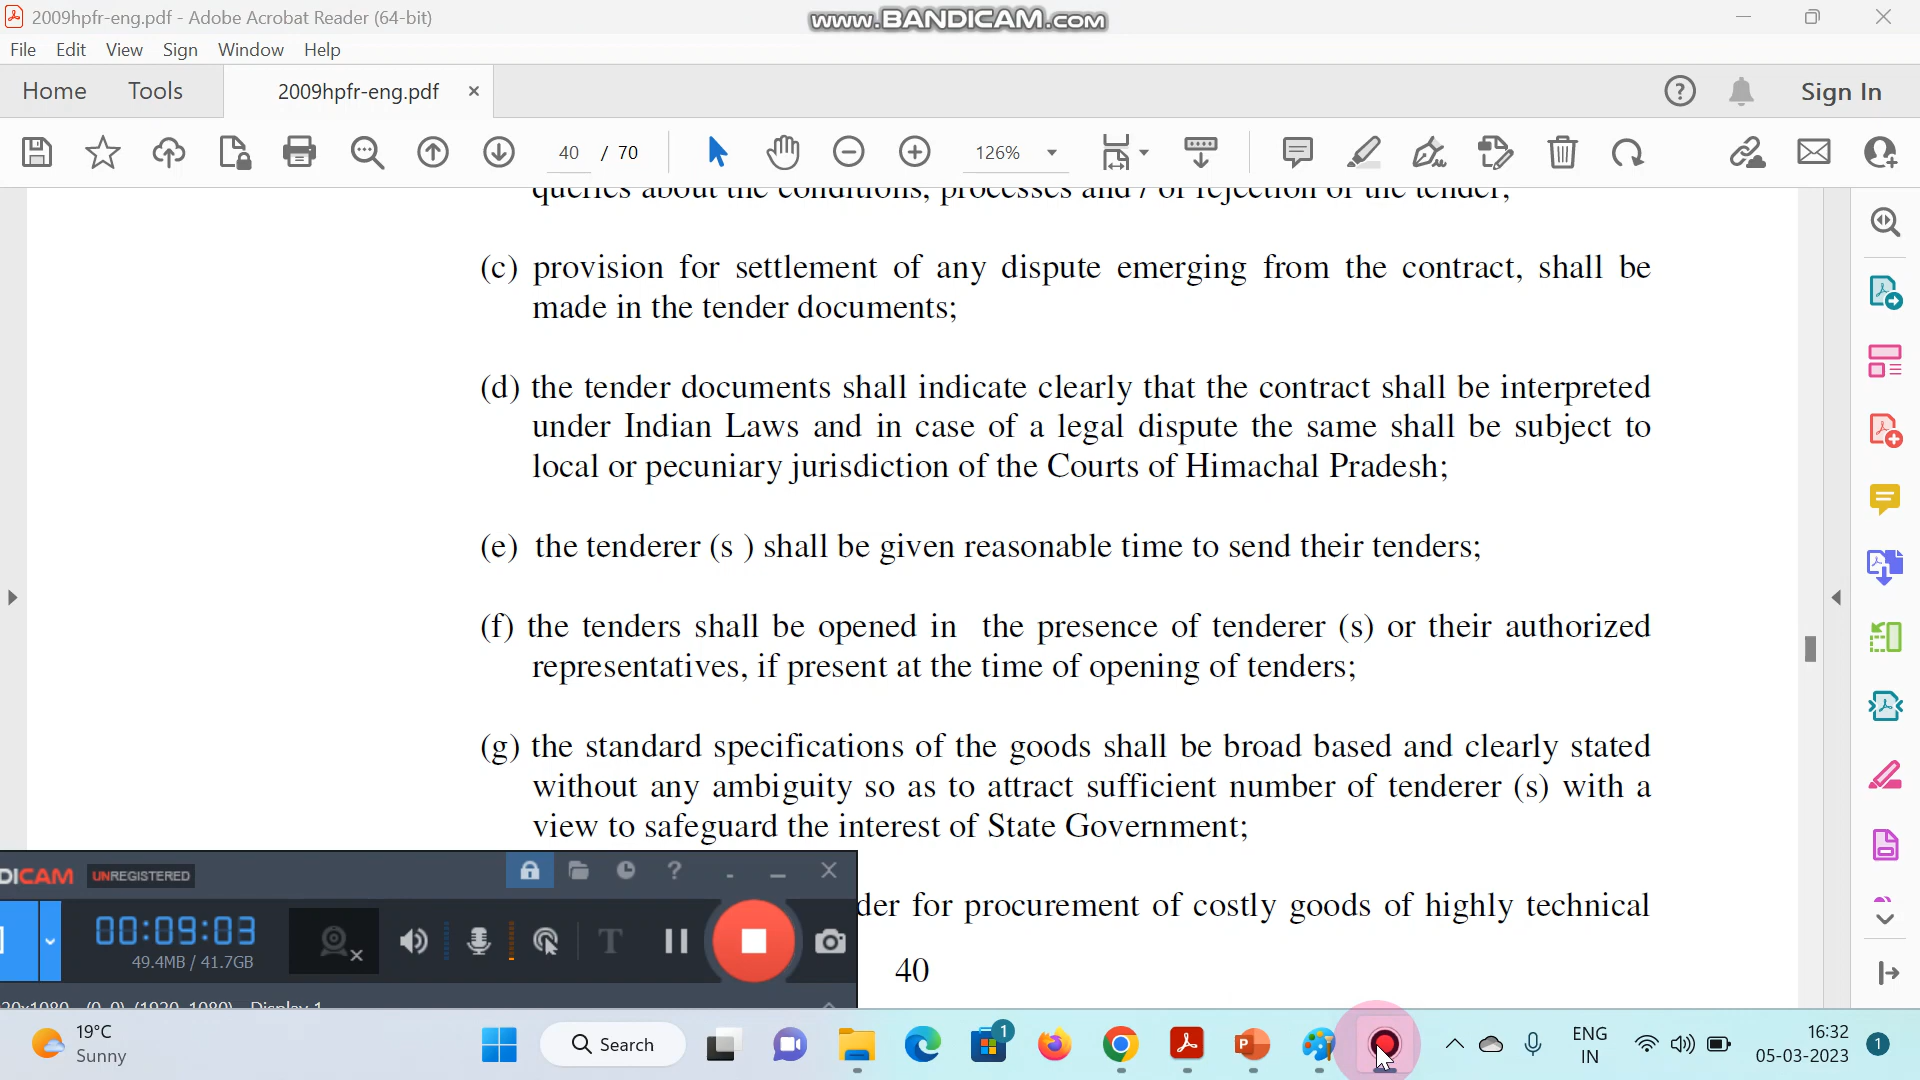 2009hpfr-eng.pdf - Adobe Acrobat Reader (64-bit)
www.BANDICAM.com
File Edit View Sign Window Help
Home Tools 2009hpfr-eng.pdf × Sign In
40 / 70 126%
queries about the conditions, processes and / or rejection of the tender;
(c) provision for settlement of any dispute emerging from the contract, shall be
made in the tender documents;
(d) the tender documents shall indicate clearly that the contract shall be interpreted
under Indian Laws and in case of a legal dispute the same shall be subject to
local or pecuniary jurisdiction of the Courts of Himachal Pradesh;
(e) the tenderer (s ) shall be given reasonable time to send their tenders;
(f) the tenders shall be opened in the presence of tenderer (s) or their authorized
representatives, if present at the time of opening of tenders;
(g) the standard specifications of the goods shall be broad based and clearly stated
without any ambiguity so as to attract sufficient number of tenderer (s) with a
view to safeguard the interest of State Government;
DICAM UNREGISTERED
der for procurement of costly goods of highly technical
00:09:03
49.4MB / 41.7GB
40
20x1080 (0, 0), (1920, 1080) Display 1
19°C
Sunny
Search
1
ENG
IN
16:32
05-03-2023
1